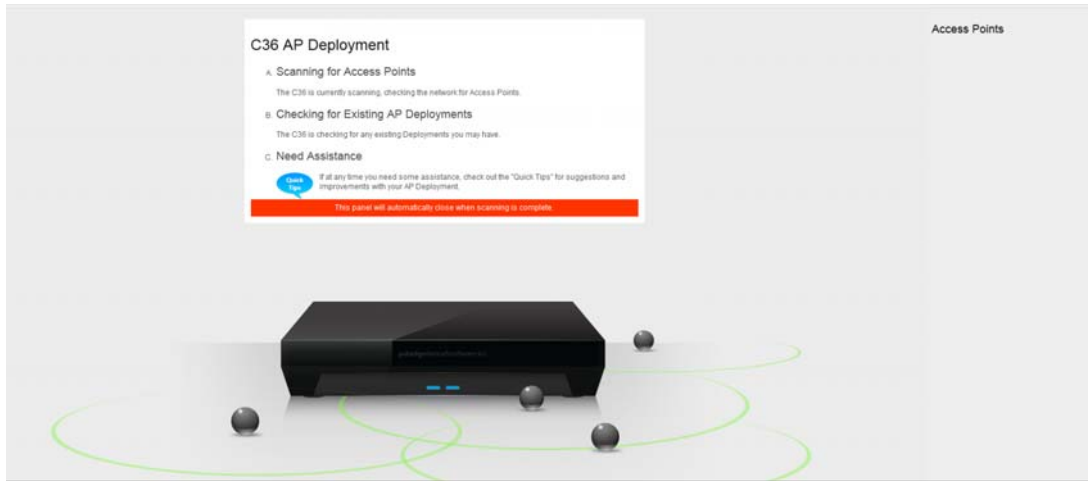 C36 AP Deployment
A. Scanning for Access Points
The C36 is currently scanning, checking the network for Access Points.
B Checking for Existing AP Deployments
The C36 is checking for any existing Deployments you may have.
C. Need Assistance
Quick
Tips
If at any time you need some assistance, check out the "Quick Tips" for suggestions and
improvements with your AP Deployment.
This panel will automatically close when scanning is complete.
Access Points